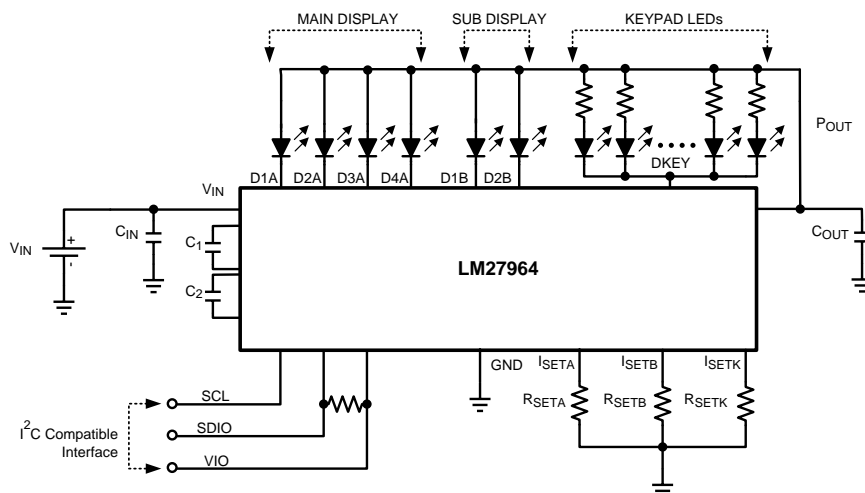 MAIN DISPLAY
SUB DISPLAY
KEYPAD LEDs
POUT
D1A
D2A
D3A
D4A
D1B
D2B
DKEY
VIN
VIN
+
-
CIN
C1
C2
LM27964
COUT
GND
ISETA
ISETB
ISETK
RSETA
RSETB
RSETK
SCL
SDIO
VIO
I2C Compatible
Interface